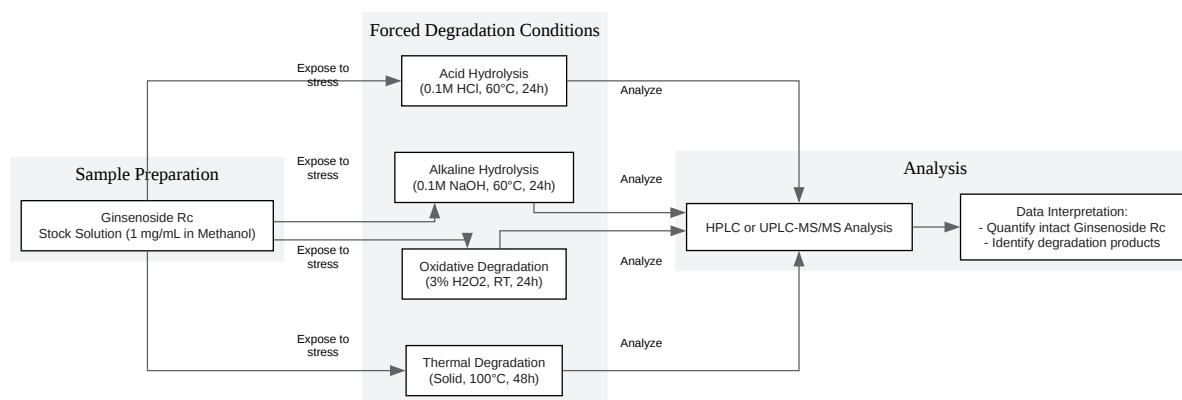 Forced Degradation Conditions
Expose to
stress
Acid Hydrolysis
(0.1M HCl, 60°C, 24h)
Analyze
Sample Preparation
Expose to
stress
Alkaline Hydrolysis
(0.1M NaOH, 60°C, 24h)
Analyze
Analysis
Ginsenoside Rc
Stock Solution (1 mg/mL in Methanol)
HPLC or UPLC-MS/MS Analysis
Data Interpretation:
- Quantify intact Ginsenoside Rc
- Identify degradation products
Expose to
stress
Oxidative Degradation
(3% H2O2, RT, 24h)
Analyze
Expose to
stress
Thermal Degradation
(Solid, 100°C, 48h)
Analyze